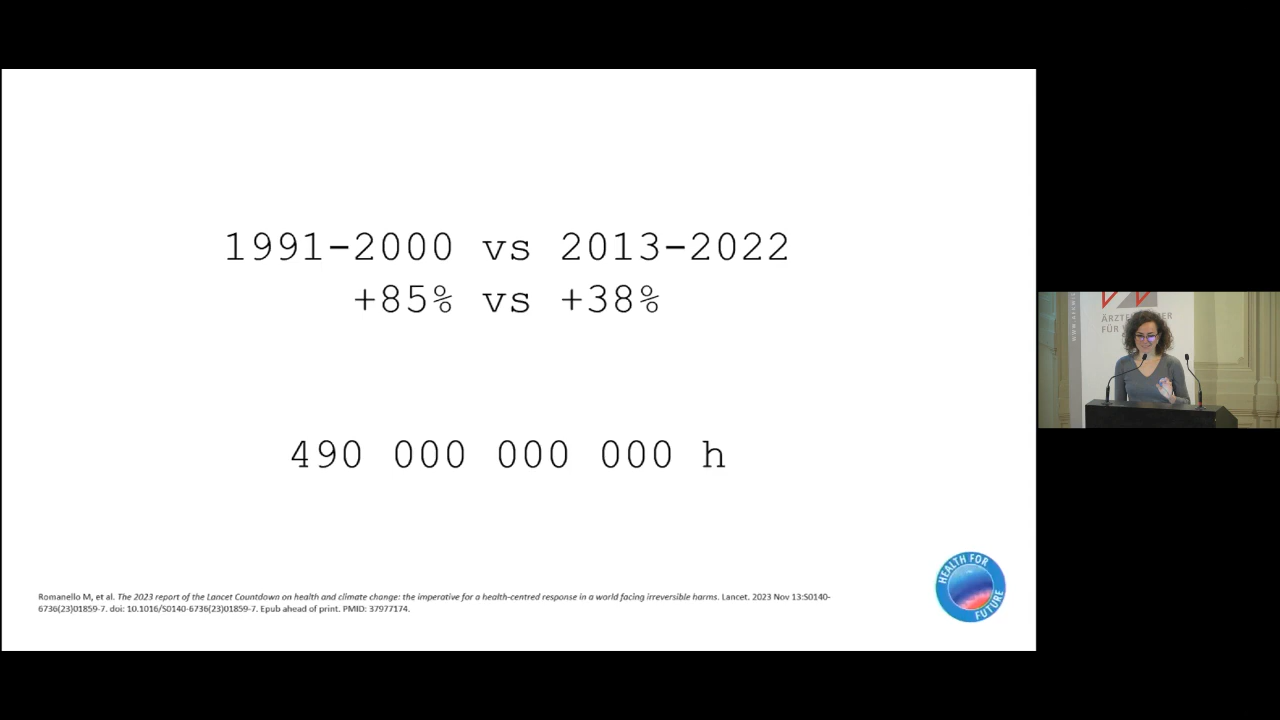 1991-2000 vs 2013-2022
+85% vs +38%
490 000 000 000 h
Romanello M, et al. The 2023 report of the Lancet Countdown on health and climate change: the imperative for a health-centred response in a world facing irreversible harms. Lancet. 2023 Nov 13:S0140-
6736(23)01859-7. doi: 10.1016/S0140-6736(23)01859-7. Epub ahead of print. PMID: 37977174.
HEALTH FOR
FUTURE